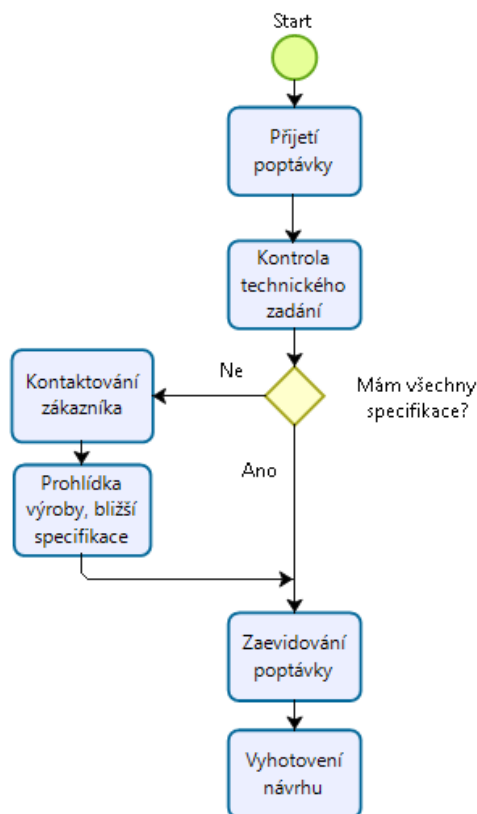 Start
Přijetí
poptávky
Kontrola
technického
zadání
Ne
Mám všechny
specifikace?
Kontaktování
zákazníka
Ano
Prohlídka
výroby, bližší
specifikace
Zaevidování
poptávky
Vyhotovení
návrhu